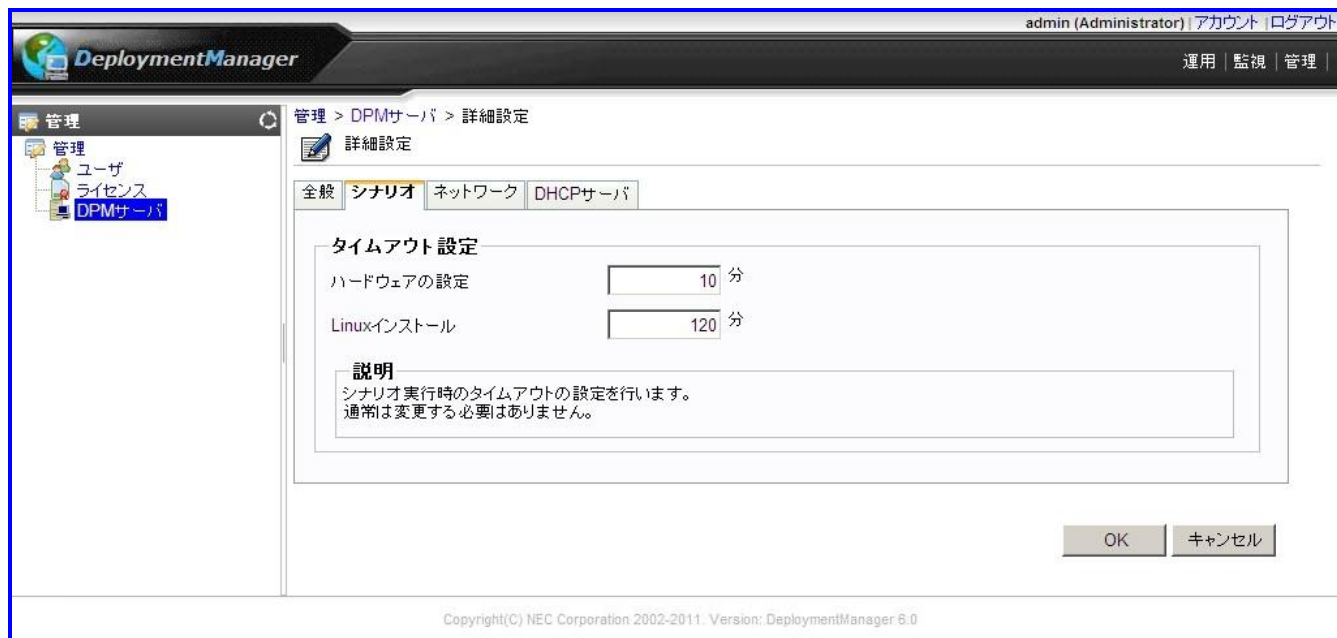 admin (Administrator) | アカウント | ログアウト
DeploymentManager
運用 | 監視 | 管理 |
管理
管理
ユーザ
ライセンス
DPMサーバ
管理 > DPMサーバ > 詳細設定
詳細設定
全般 シナリオ ネットワーク DHCPサーバ
タイムアウト設定
ハードウェアの設定 10 分
Linuxインストール 120 分
説明
シナリオ実行時のタイムアウトの設定を行います。
通常は変更する必要はありません。
OK キャンセル
Copyright(C) NEC Corporation 2002-2011. Version: DeploymentManager 6.0